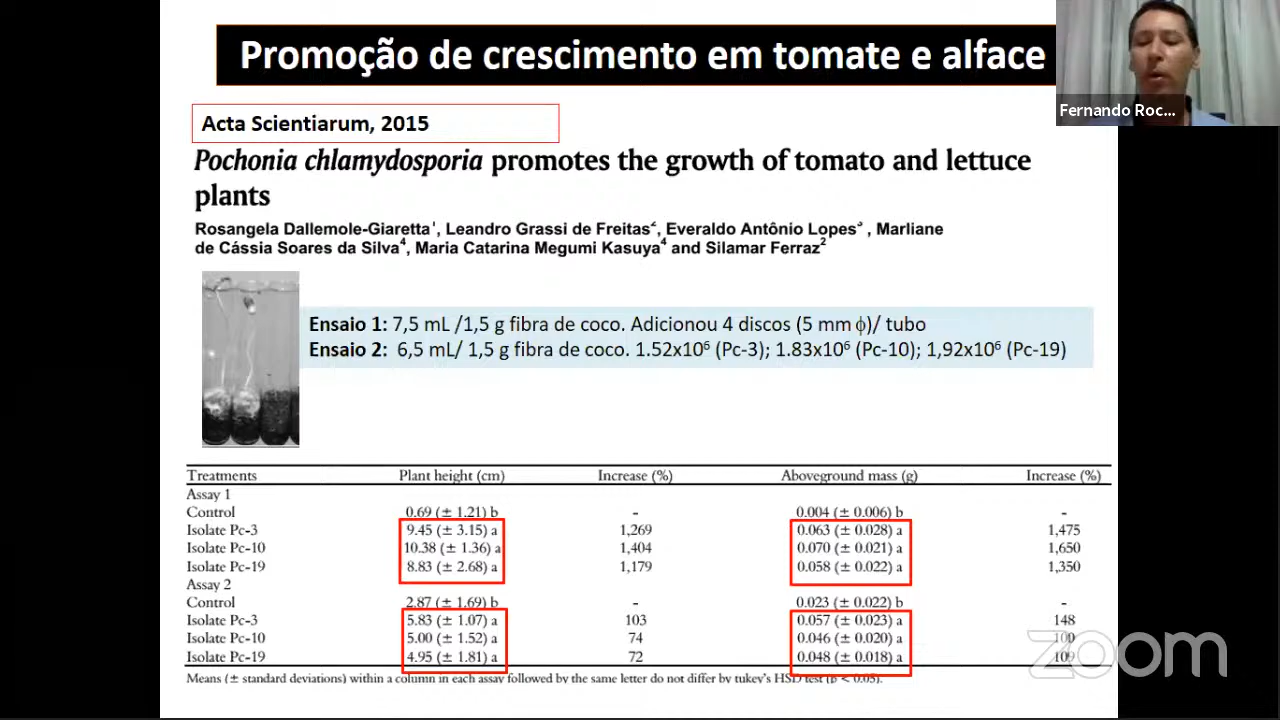 Promoção de crescimento em tomate e alface
Fernando Roc...
Acta Scientiarum, 2015
Pochonia chlamydosporia promotes the growth of tomato and lettuce
plants
Rosangela Dallemole-Giaretta¹, Leandro Grassi de Freitas², Everaldo Antônio Lopes³ , Marliane
de Cássia Soares da Silva⁴, Maria Catarina Megumi Kasuya⁴ and Silamar Ferraz²
Ensaio 1: 7,5 mL /1,5 g fibra de coco. Adicionou 4 discos (5 mm ϕ)/ tubo
Ensaio 2: 6,5 mL/ 1,5 g fibra de coco. 1.52x10⁶ (Pc-3); 1.83x10⁶ (Pc-10); 1,92x10⁶ (Pc-19)
Treatments Plant height (cm) Increase (%) Aboveground mass (g) Increase (%)
Assay 1
Control 0.69 (± 1.21) b - 0.004 (± 0.006) b -
Isolate Pc-3 9.45 (± 3.15) a 1,269 0.063 (± 0.028) a 1,475
Isolate Pc-10 10.38 (± 1.36) a 1,404 0.070 (± 0.021) a 1,650
Isolate Pc-19 8.83 (± 2.68) a 1,179 0.058 (± 0.022) a 1,350
Assay 2
Control 2.87 (± 1.69) b - 0.023 (± 0.022) b -
Isolate Pc-3 5.83 (± 1.07) a 103 0.057 (± 0.023) a 148
Isolate Pc-10 5.00 (± 1.52) a 74 0.046 (± 0.020) a 100
Isolate Pc-19 4.95 (± 1.81) a 72 0.048 (± 0.018) a 109
Means (± standard deviations) within a column in each assay followed by the same letter do not differ by tukey's HSD test (p < 0.05).
zoom